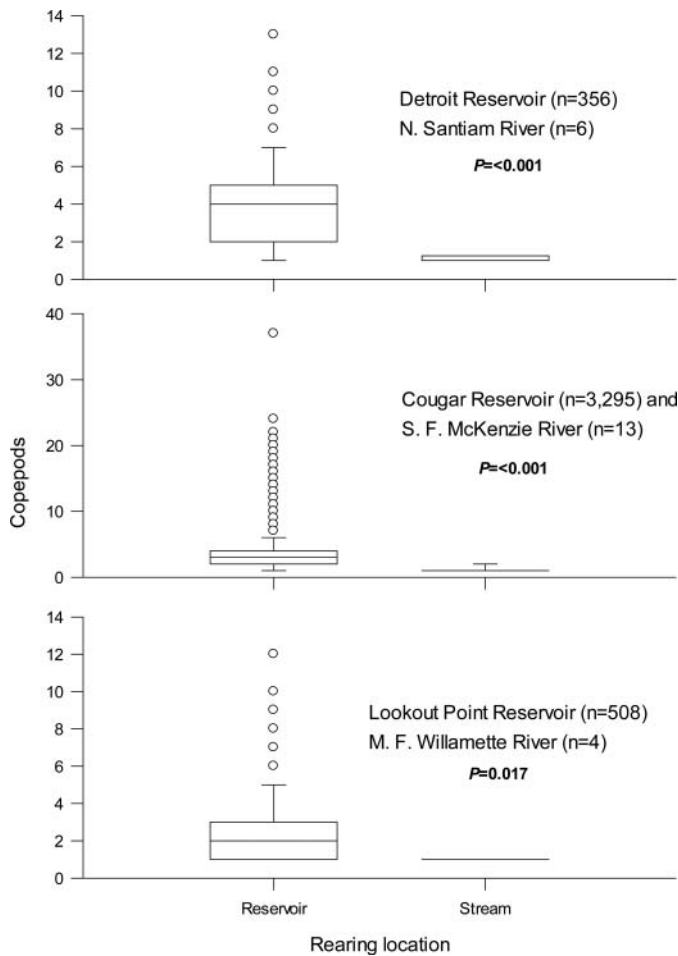 14
12
10
8
6
4
2
0
Detroit Reservoir (n=356)
N. Santiam River (n=6)
P=<0.001
40
30
20
10
0
Cougar Reservoir (n=3,295) and
S. F. McKenzie River (n=13)
P=<0.001
Copepods
14
12
10
8
6
4
2
0
Lookout Point Reservoir (n=508)
M. F. Willamette River (n=4)
P=0.017
Reservoir Stream
Rearing location